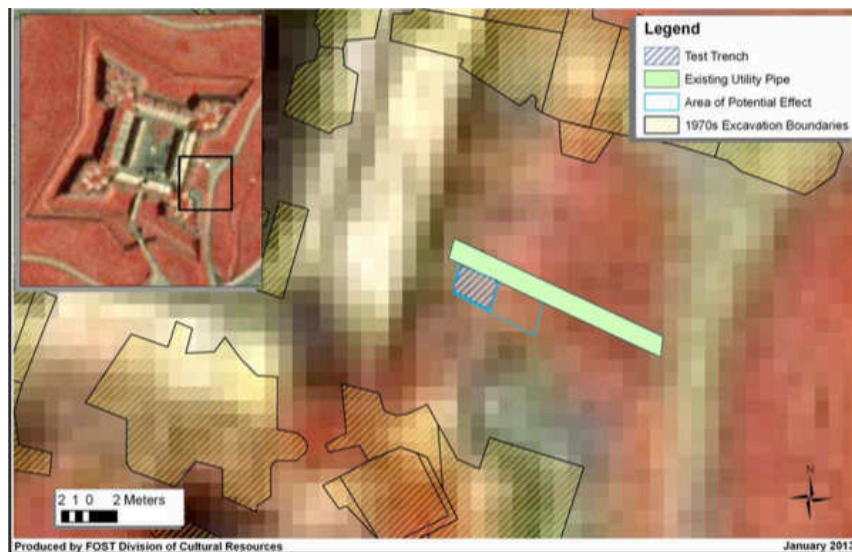 Legend
Test Trench
Existing Utility Pipe
Area of Potential Effect
1970s Excavation Boundaries
N
2 1 0 2 Meters
Produced by FOST Division of Cultural Resources
January 2013